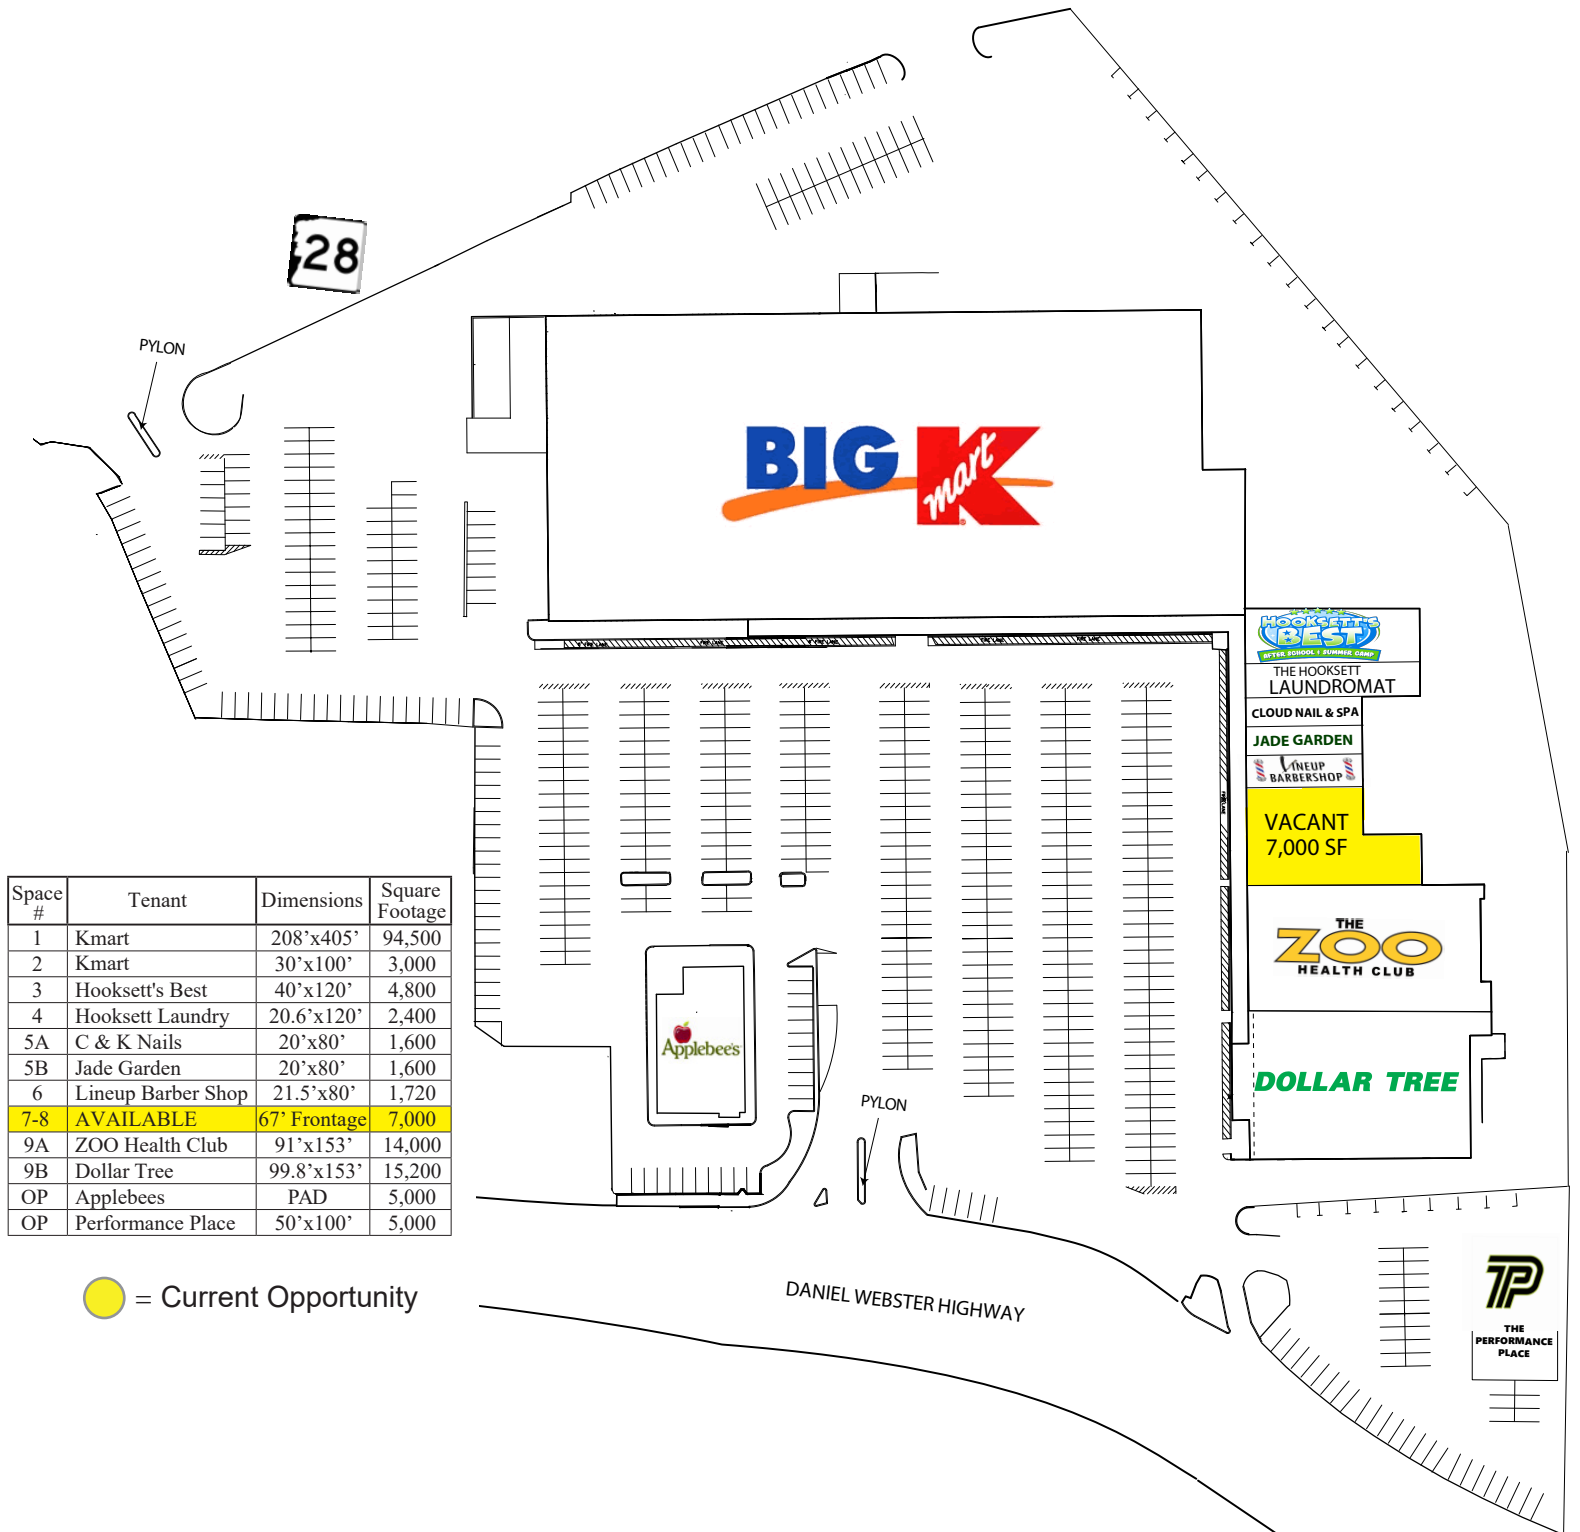 28
PYLON
BIG K
mart
HOOKSETT'S
BEST
AFTER SCHOOL & SUMMER CAMP
THE HOOKSETT
LAUNDROMAT
CLOUD NAIL & SPA
JADE GARDEN
LINEUP
BARBERSHOP
VACANT
7,000 SF
THE
ZOO
HEALTH CLUB
DOLLAR TREE
Applebee's
PYLON
Space # Tenant Dimensions Square Footage
1 Kmart 208’x405’ 94,500
2 Kmart 30’x100’ 3,000
3 Hooksett's Best 40’x120’ 4,800
4 Hooksett Laundry 20.6’x120’ 2,400
5A C & K Nails 20’x80’ 1,600
5B Jade Garden 20’x80’ 1,600
6 Lineup Barber Shop 21.5’x80’ 1,720
7-8 AVAILABLE 67’ Frontage 7,000
9A ZOO Health Club 91’x153’ 14,000
9B Dollar Tree 99.8’x153’ 15,200
OP Applebees PAD 5,000
OP Performance Place 50’x100’ 5,000
= Current Opportunity
DANIEL WEBSTER HIGHWAY
TP
THE
PERFORMANCE
PLACE